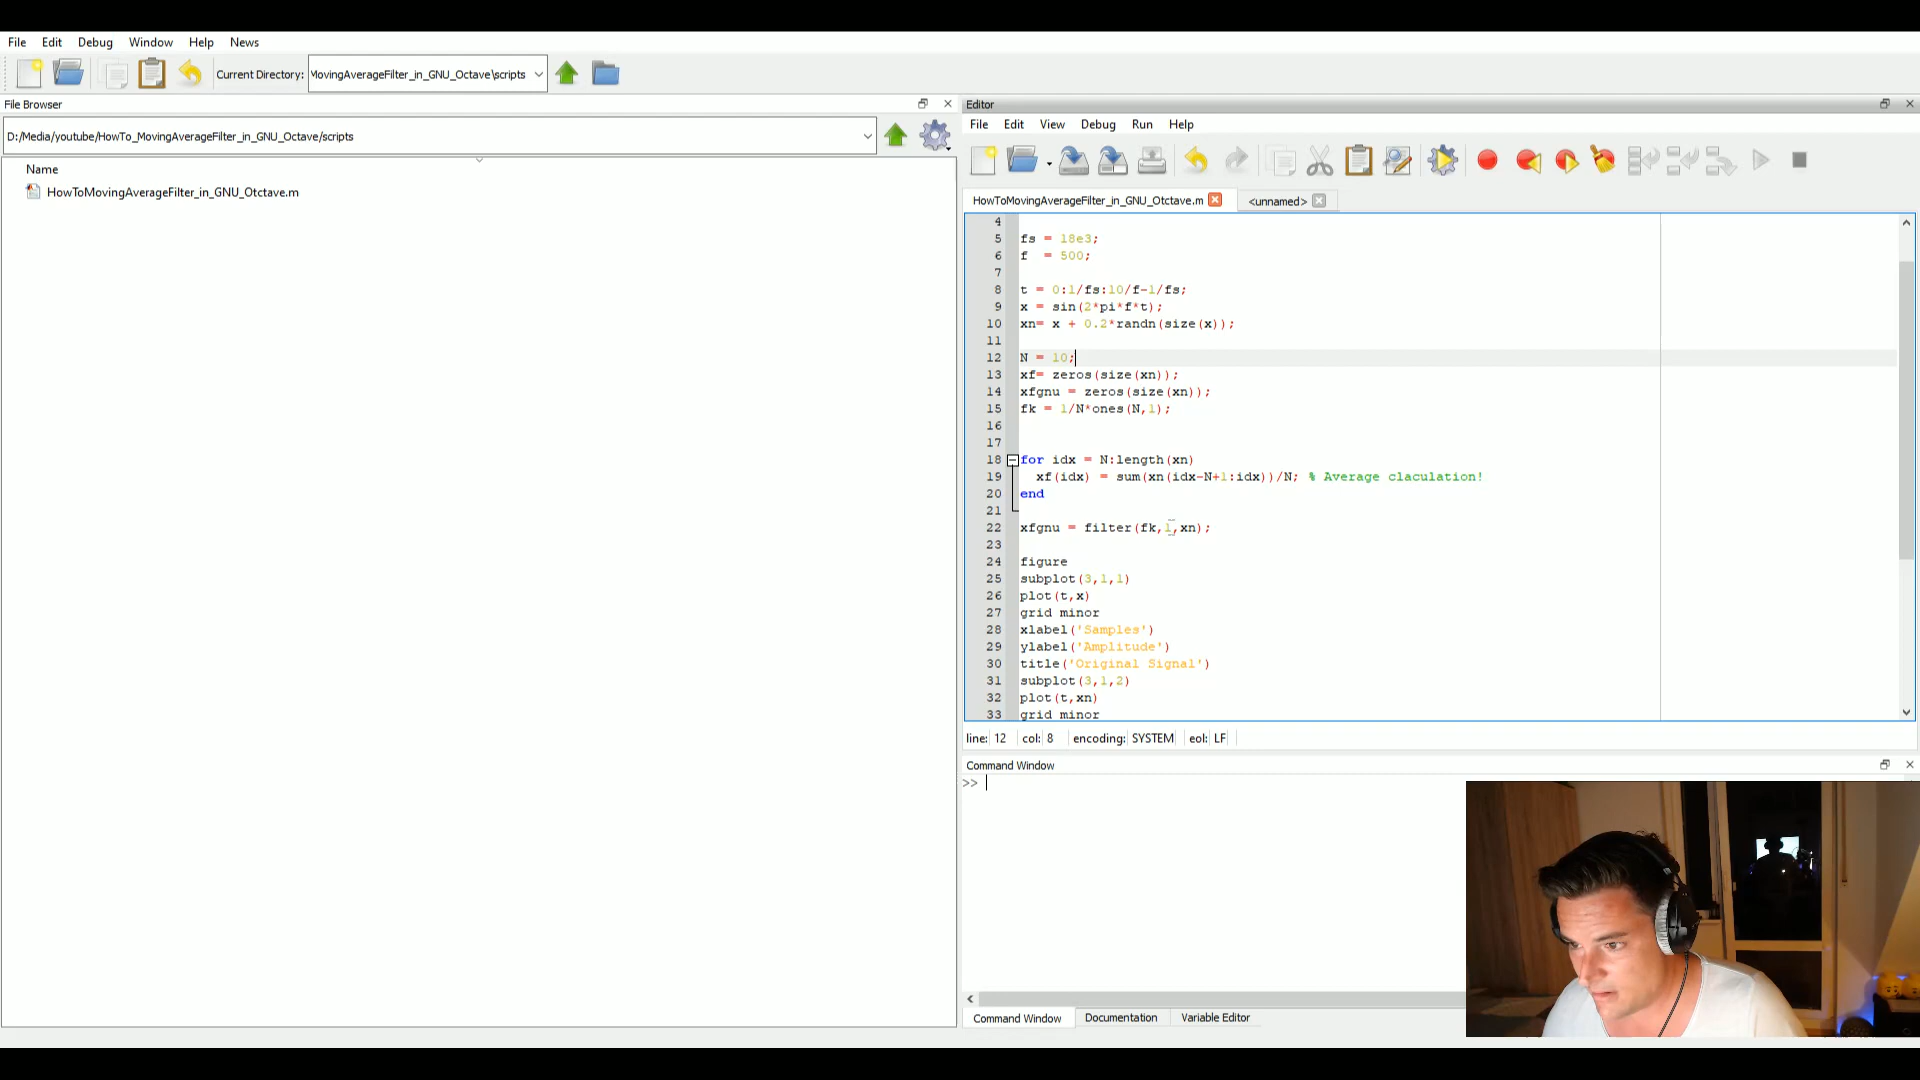 File Edit Debug Window Help News
Current Directory: MovingAverageFilter_in_GNU_Octave\scripts
File Browser
D:/Media/youtube/HowTo_MovingAverageFilter_in_GNU_Octave/scripts
Name
HowToMovingAverageFilter_in_GNU_Otctave.m
Editor
File Edit View Debug Run Help
HowToMovingAverageFilter_in_GNU_Otctave.m <unnamed>
4
5 fs = 18e3;
6 f = 500;
7
8 t = 0:1/fs:10/f-1/fs;
9 x = sin(2*pi*f*t);
10 xn= x + 0.2*randn(size(x));
11
12 N = 10;
13 xf= zeros(size(xn));
14 xfgnu = zeros(size(xn));
15 fk = 1/N*ones(N,1);
16
17
18 for idx = N:length(xn)
19 xf(idx) = sum(xn(idx-N+1:idx))/N; % Average claculation!
20 end
21
22 xfgnu = filter(fk,1,xn);
23
24 figure
25 subplot(3,1,1)
26 plot(t,x)
27 grid minor
28 xlabel('Samples')
29 ylabel('Amplitude')
30 title('Original Signal')
31 subplot(3,1,2)
32 plot(t,xn)
33 grid minor
line: 12 col: 8 encoding: SYSTEM eol: LF
Command Window
>>
Command Window Documentation Variable Editor